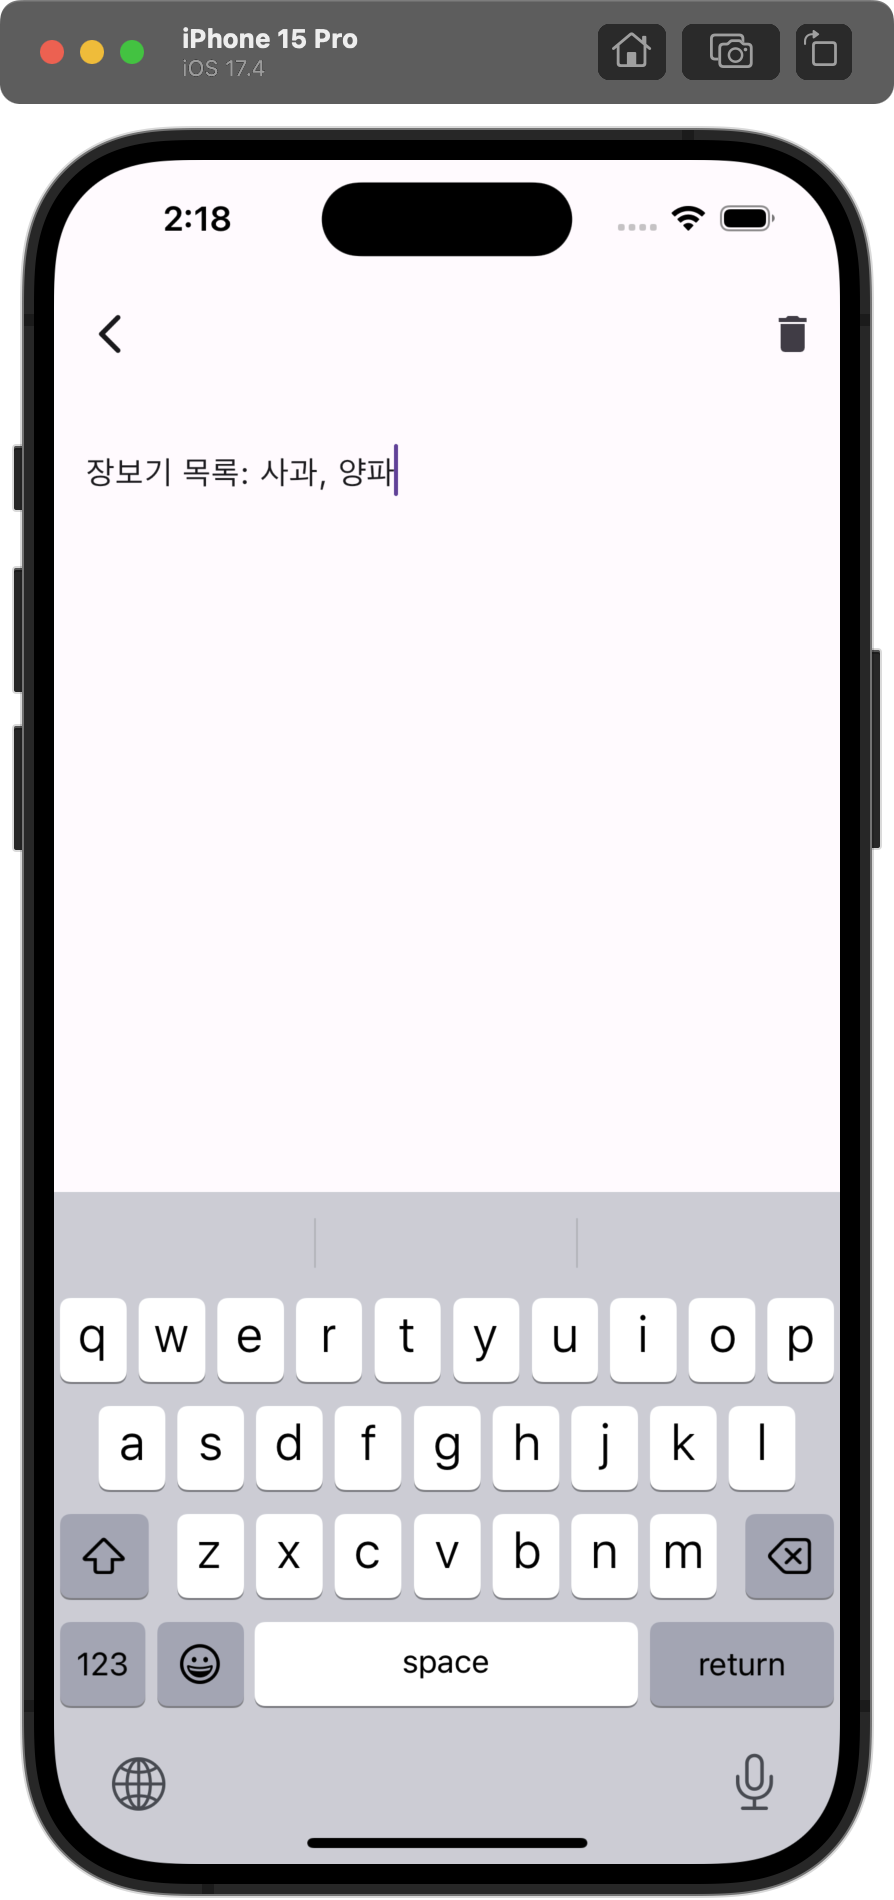 iPhone 15 Pro
iOS 17.4
2:18
장보기 목록: 사과, 양파
q w e r t y u i o p
a s d f g h j k l
z x c v b n m
123 space return